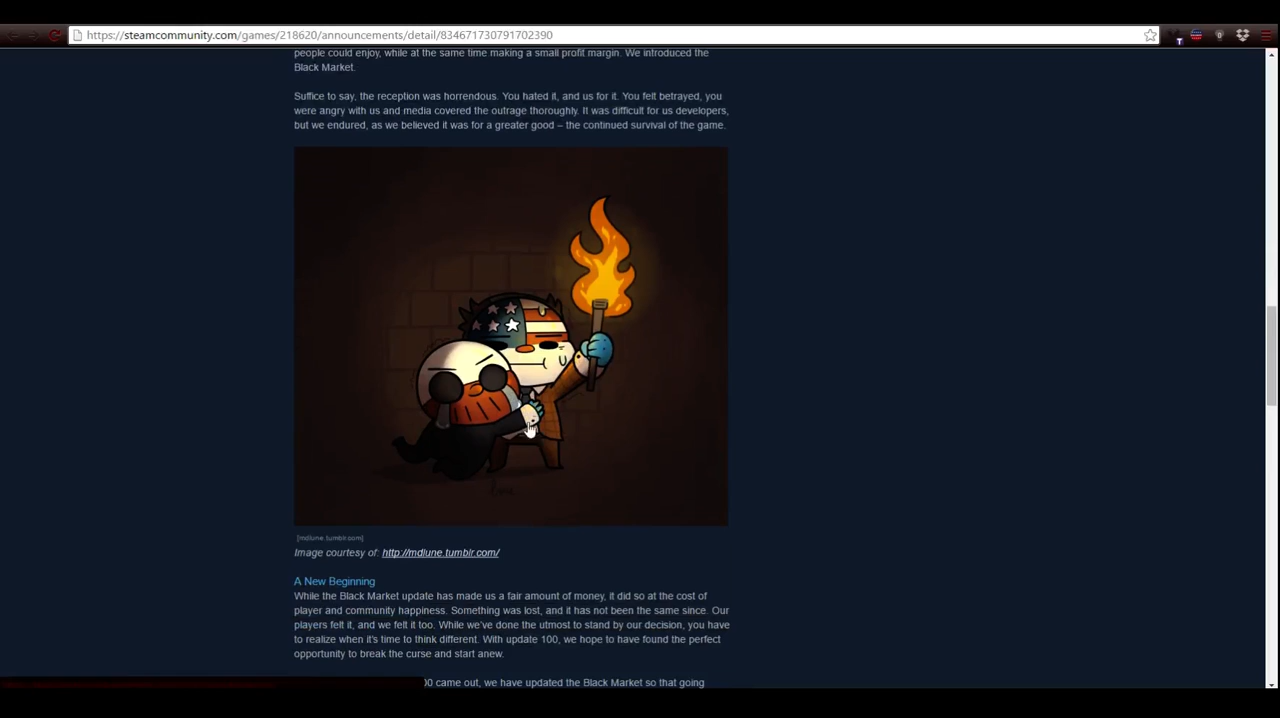 https://steamcommunity.com/games/218620/announcements/detail/834671730791702390
people could enjoy, while at the same time making a small profit margin. We introduced the
Black Market.
Suffice to say, the reception was horrendous. You hated it, and us for it. You felt betrayed, you
were angry with us and media covered the outrage thoroughly. It was difficult for us developers,
but we endured, as we believed it was for a greater good – the continued survival of the game.
[mdlune.tumblr.com]
Image courtesy of: http://mdlune.tumblr.com/
A New Beginning
While the Black Market update has made us a fair amount of money, it did so at the cost of
player and community happiness. Something was lost, and it has not been the same since. Our
players felt it, and we felt it too. While we've done the utmost to stand by our decision, you have
to realize when it's time to think different. With update 100, we hope to have found the perfect
opportunity to break the curse and start anew.
00 came out, we have updated the Black Market so that going